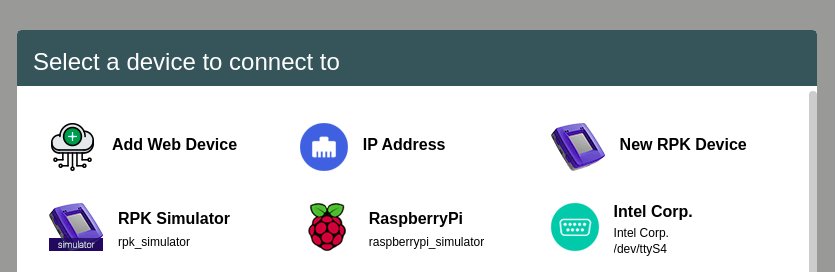 Select a device to connect to
Add Web Device
IP Address
New RPK Device
simulator
RPK Simulator
rpk_simulator
RaspberryPi
raspberrypi_simulator
Intel Corp.
Intel Corp.
/dev/ttyS4